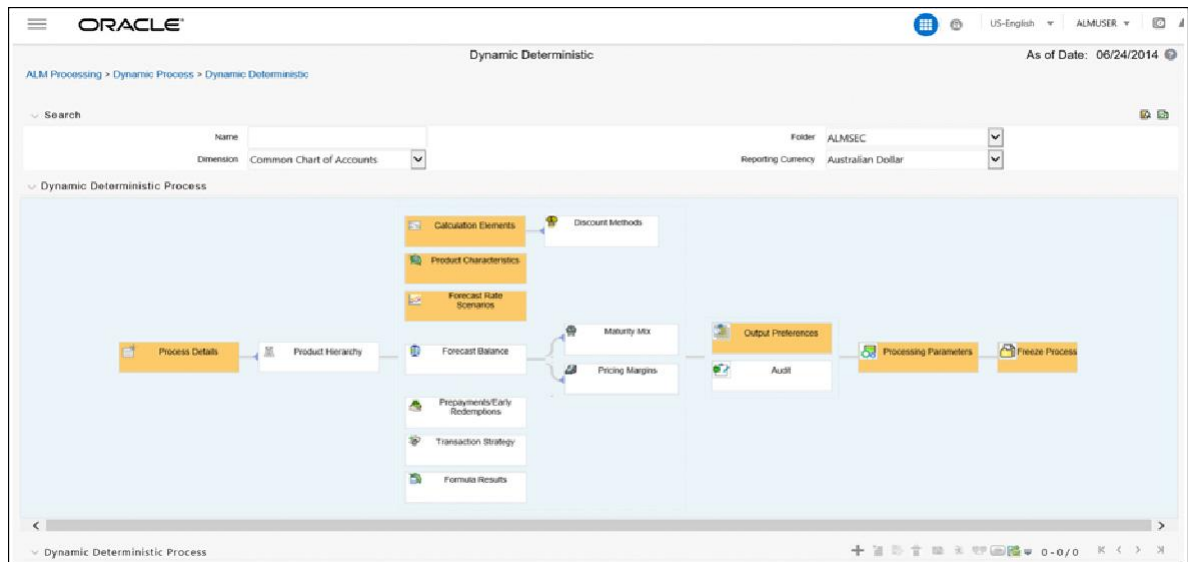 ORACLE
US-English
ALMUSER
Dynamic Deterministic
As of Date: 06/24/2014
ALM Processing > Dynamic Process > Dynamic Deterministic
Search
Name
Folder ALMSEC
Dimension Common Chart of Accounts
Reporting Currency Australian Dollar
Dynamic Deterministic Process
Calculation Elements
Discount Methods
Product Characteristics
Forecast Rate
Scenarios
Process Details
Product Hierarchy
Forecast Balance
Maturity Mix
Pricing Margins
Output Preferences
Audit
Processing Parameters
Freeze Process
Prepayments/Early
Redemptions
Transaction Strategy
Formula Results
Dynamic Deterministic Process
0-0/0